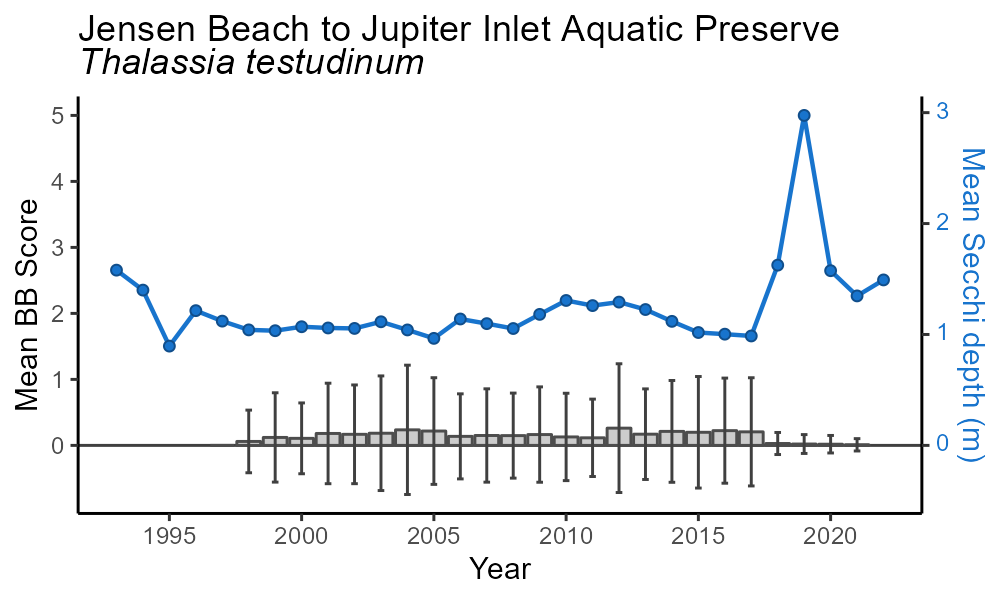 Jensen Beach to Jupiter Inlet Aquatic Preserve
Thalassia testudinum
Mean BB Score
5
4
3
2
1
0
3
2
1
0
Mean Secchi depth (m)
1995 2000 2005 2010 2015 2020
Year